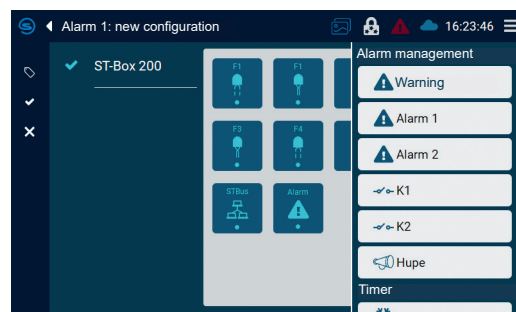 Alarm 1: new configuration
16:23:46
ST-Box 200
F1
F1
F3
F4
STBus
Alarm
Alarm management
Warning
Alarm 1
Alarm 2
K1
K2
Hupe
Timer